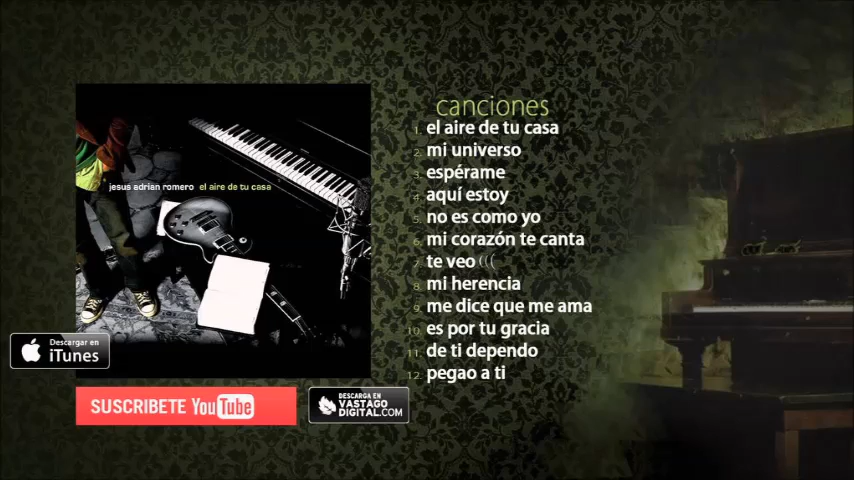 canciones
1. el aire de tu casa
2. mi universo
3. espérame
4. aquí estoy
5. no es como yo
6. mi corazón te canta
7. te veo (((
8. mi herencia
9. me dice que me ama
10. es por tu gracia
11. de ti dependo
12. pegao a ti
jesus adrian romero el aire de tu casa
Descargar en
iTunes
SUSCRIBETE YouTube
DESCARGA EN
VASTAGO
DIGITAL.COM